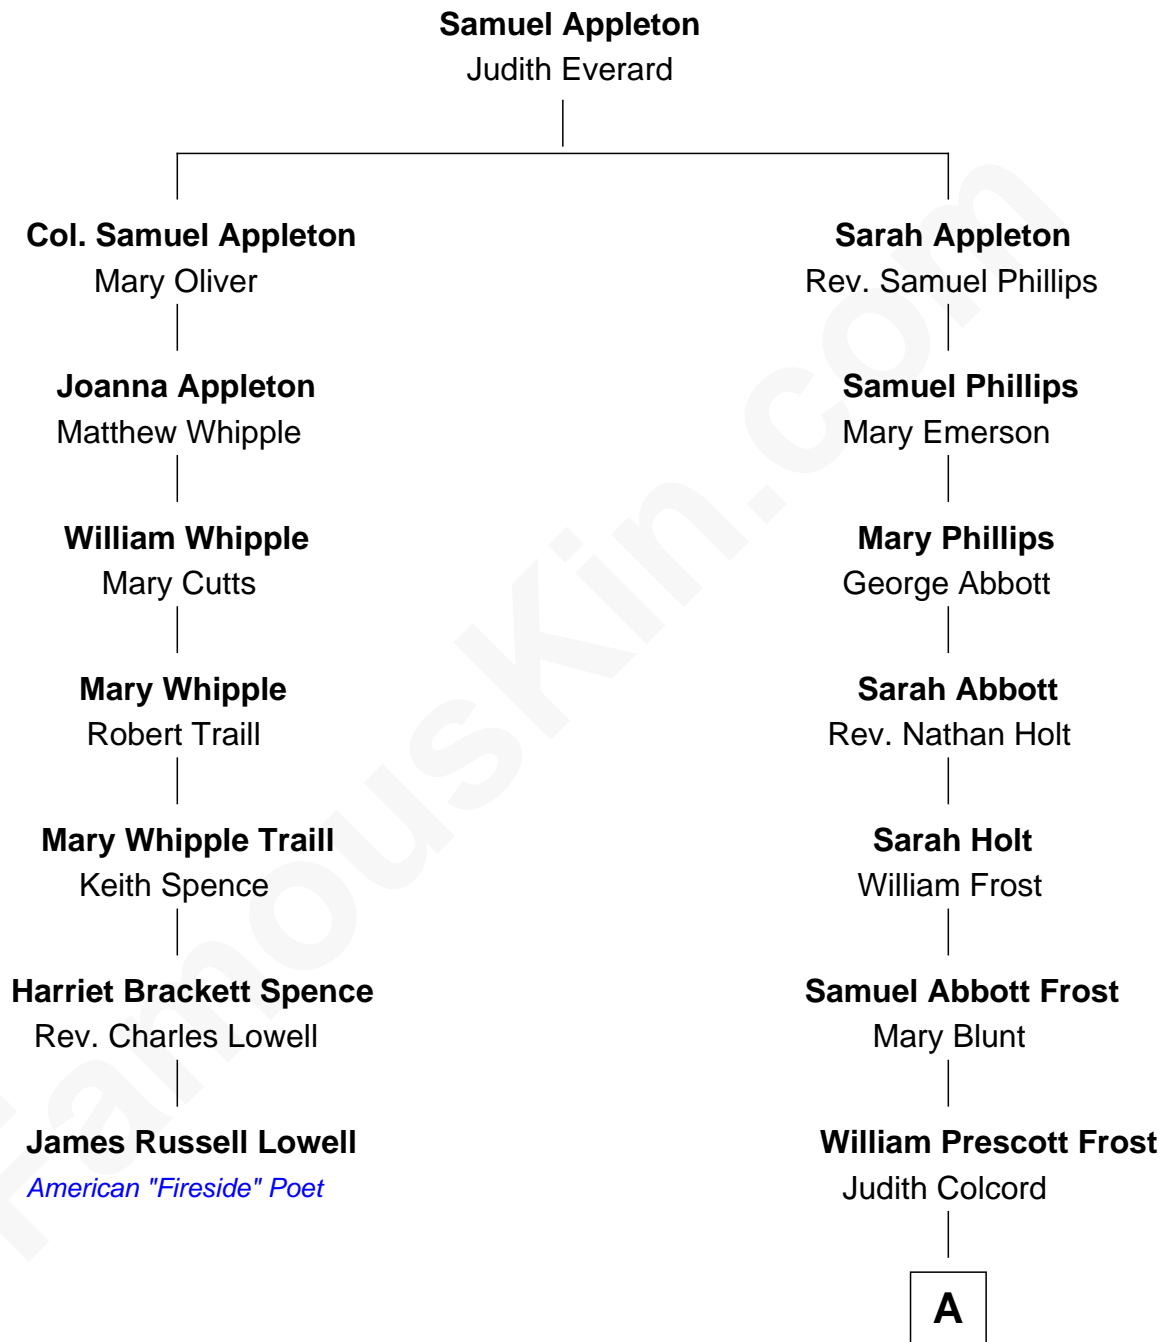 Samuel Appleton
Judith Everard
Col. Samuel Appleton
Mary Oliver
Sarah Appleton
Rev. Samuel Phillips
Joanna Appleton
Matthew Whipple
Samuel Phillips
Mary Emerson
William Whipple
Mary Cutts
Mary Phillips
George Abbott
Mary Whipple
Robert Traill
Sarah Abbott
Rev. Nathan Holt
Mary Whipple Traill
Keith Spence
Sarah Holt
William Frost
Harriet Brackett Spence
Rev. Charles Lowell
Samuel Abbott Frost
Mary Blunt
James Russell Lowell
American "Fireside" Poet
William Prescott Frost
Judith Colcord
A
FamousKin.com